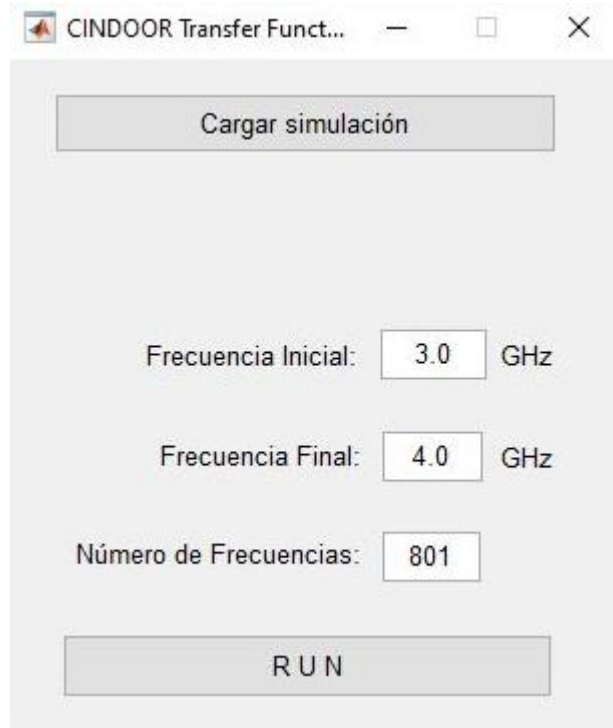 CINDOOR Transfer Funct...
Cargar simulación
Frecuencia Inicial: 3.0 GHz
Frecuencia Final: 4.0 GHz
Número de Frecuencias: 801
R U N